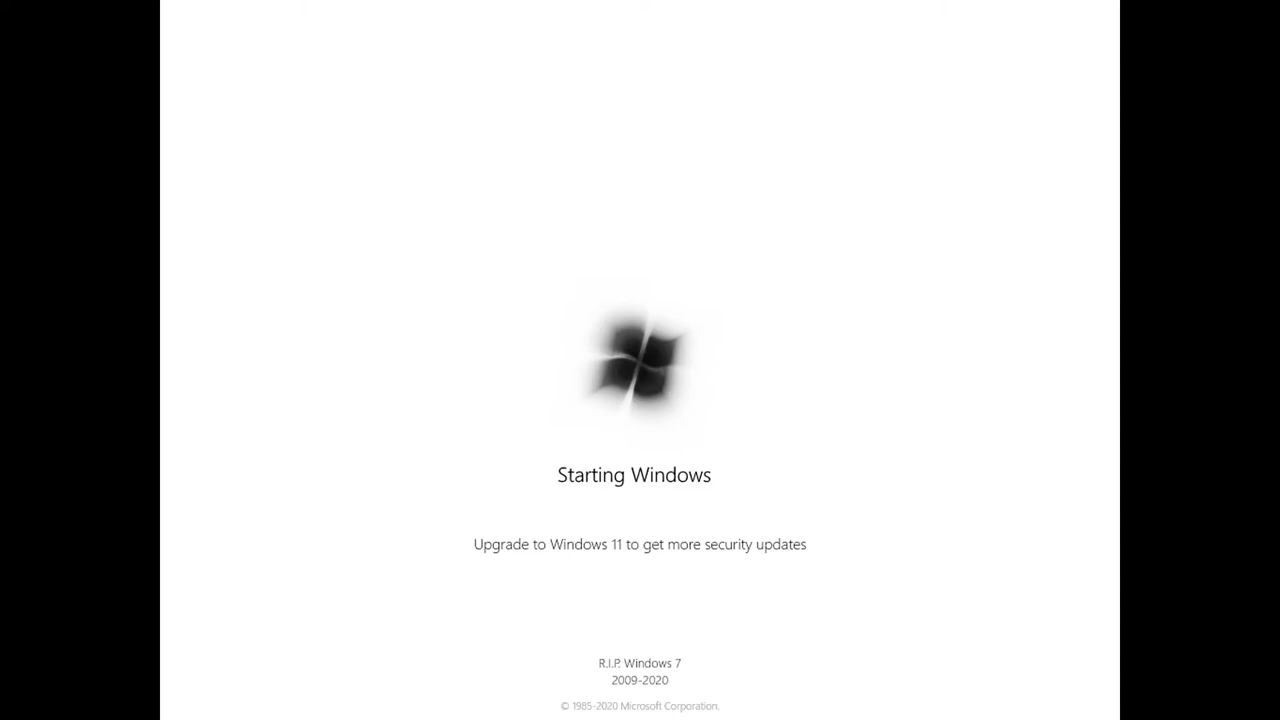 Starting Windows
Upgrade to Windows 11 to get more security updates
R.I.P. Windows 7
2009-2020
© 1985-2020 Microsoft Corporation.